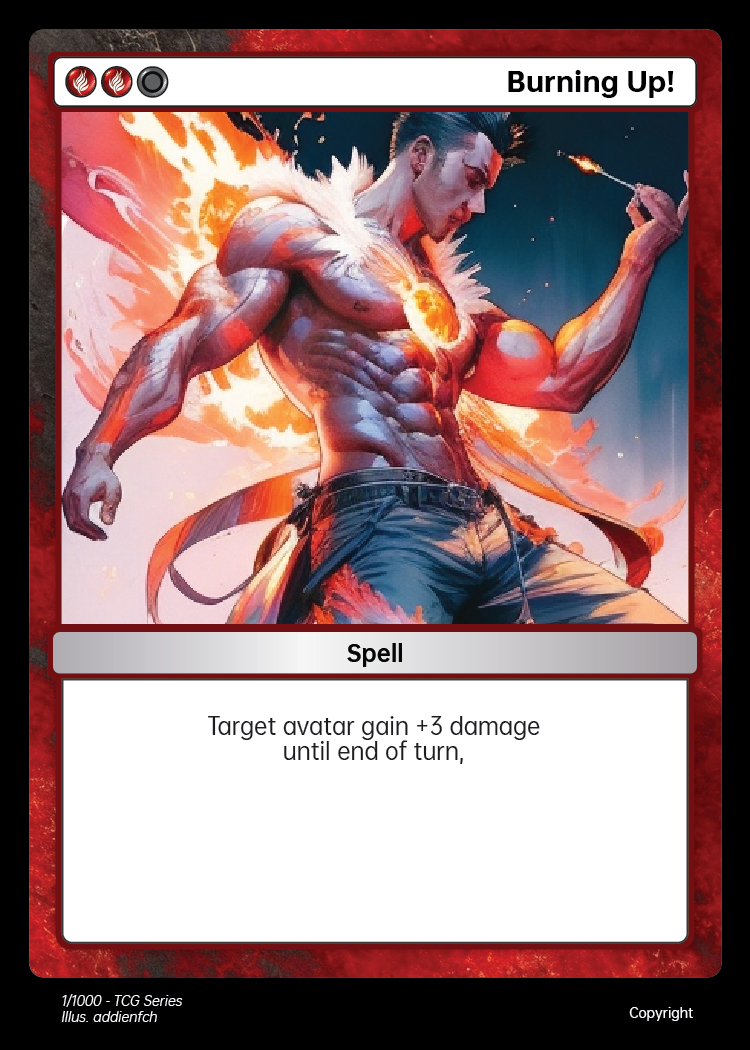 Burning Up!
Spell
Target avatar gain +3 damage
until end of turn,
1/1000 - TCG Series
Illus. addienfch
Copyright